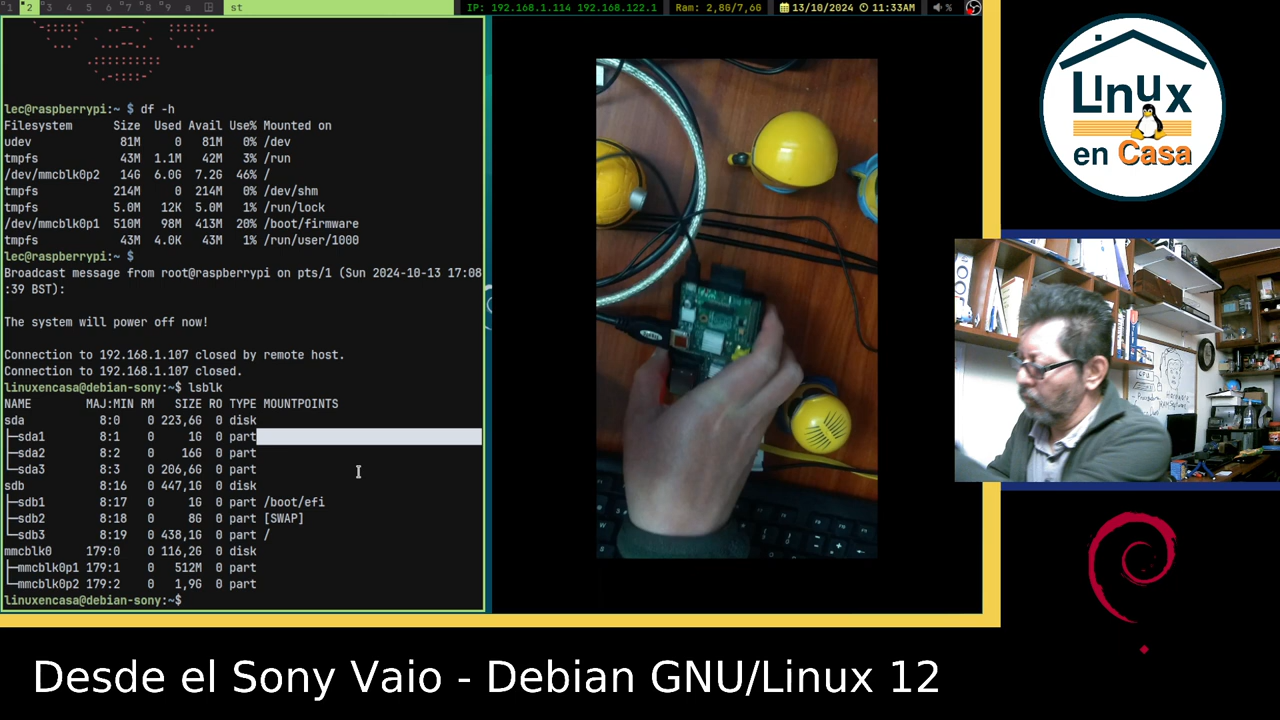 1 2 3 4 5 6 7 8 9 a
st
IP: 192.168.1.114 192.168.122.1
Ram: 2,8G/7,6G
13/10/2024 11:33AM
%
lec@raspberrypi:~ $ df -h
Filesystem Size Used Avail Use% Mounted on
udev 81M 0 81M 0% /dev
tmpfs 43M 1.1M 42M 3% /run
/dev/mmcblk0p2 14G 6.0G 7.2G 46% /
tmpfs 214M 0 214M 0% /dev/shm
tmpfs 5.0M 12K 5.0M 1% /run/lock
/dev/mmcblk0p1 510M 98M 413M 20% /boot/firmware
tmpfs 43M 4.0K 43M 1% /run/user/1000
lec@raspberrypi:~ $
Broadcast message from root@raspberrypi on pts/1 (Sun 2024-10-13 17:08
:39 BST):
The system will power off now!
Connection to 192.168.1.107 closed by remote host.
Connection to 192.168.1.107 closed.
linuxencasa@debian-sony:~$ lsblk
NAME MAJ:MIN RM SIZE RO TYPE MOUNTPOINTS
sda 8:0 0 223,6G 0 disk
├─sda1 8:1 0 1G 0 part
├─sda2 8:2 0 16G 0 part
└─sda3 8:3 0 206,6G 0 part
sdb 8:16 0 447,1G 0 disk
├─sdb1 8:17 0 1G 0 part /boot/efi
├─sdb2 8:18 0 8G 0 part [SWAP]
└─sdb3 8:19 0 438,1G 0 part /
mmcblk0 179:0 0 116,2G 0 disk
├─mmcblk0p1 179:1 0 512M 0 part
└─mmcblk0p2 179:2 0 1,9G 0 part
linuxencasa@debian-sony:~$
Linux
en Casa
Desde el Sony Vaio - Debian GNU/Linux 12